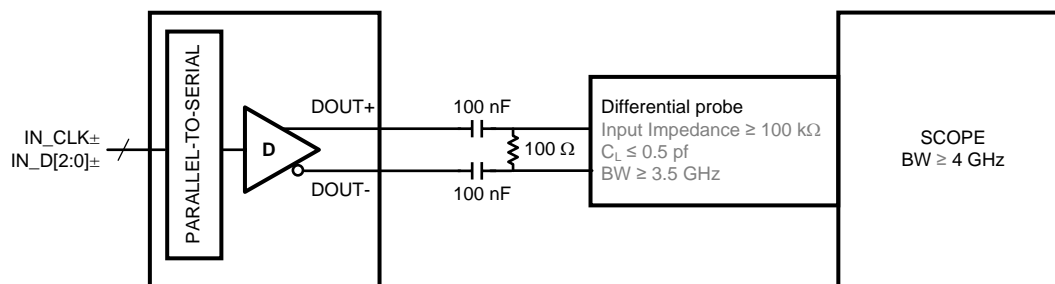 IN_CLK±
IN_D[2:0]±
PARALLEL-TO-SERIAL
D
DOUT+
DOUT-
100 nF
100 Ω
100 nF
Differential probe
Input Impedance ≥ 100 kΩ
CL ≤ 0.5 pf
BW ≥ 3.5 GHz
SCOPE
BW ≥ 4 GHz